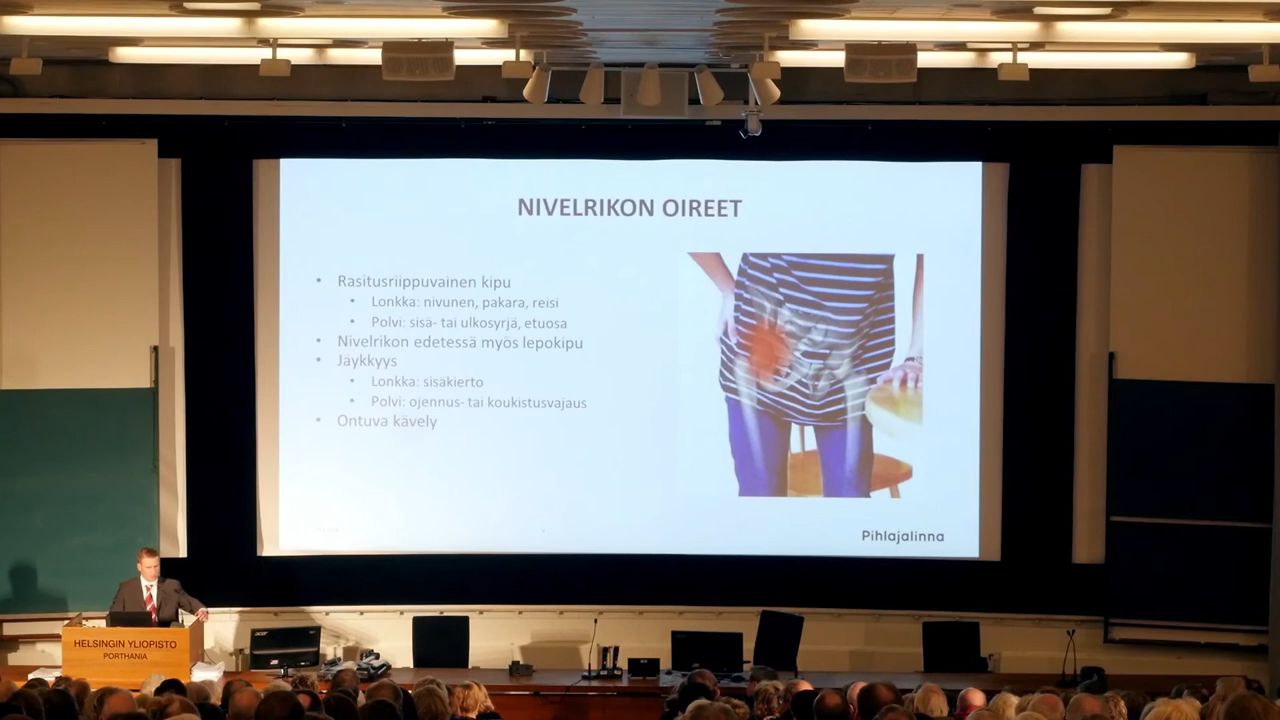 NIVELRIKON OIREET
• Rasitusriippuvainen kipu
• Lonkka: nivunen, pakara, reisi
• Polvi: sisä- tai ulkosyrjä, etuosa
• Nivelrikon edetessä myös lepokipu
• Jäykkyys
• Lonkka: sisäkierto
• Polvi: ojennus- tai koukistusvajaus
• Ontuva kävely
Pihlajalinna
HELSINGIN YLIOPISTO
PORTHANIA
acer